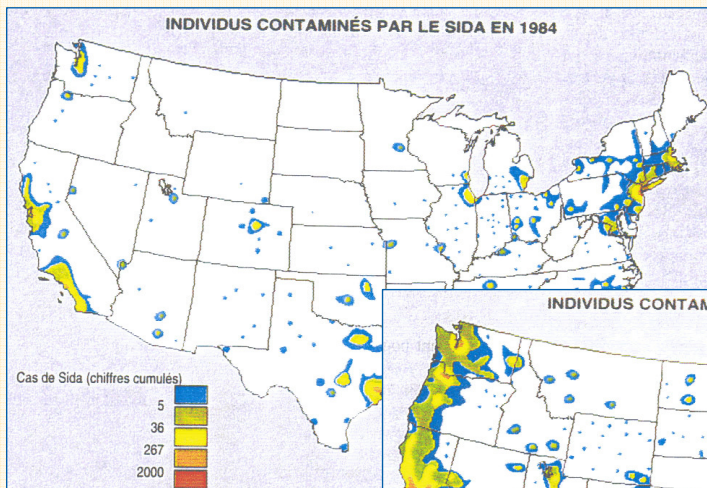 INDIVIDUS CONTAMINÉS PAR LE SIDA EN 1984
INDIVIDUS CONTAM
Cas de Sida (chiffres cumulés)
5
36
267
2000